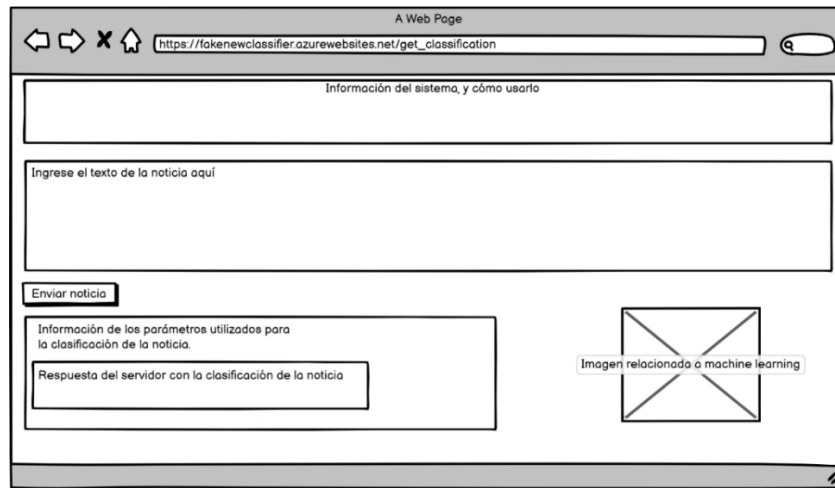 A Web Page
https://fakenewclassifier.azurewebsites.net/get_classification
Información del sistema, y cómo usarlo
Ingrese el texto de la noticia aquí
Enviar noticia
Información de los parámetros utilizados para
la clasificación de la noticia.
Respuesta del servidor con la clasificación de la noticia
Imagen relacionada a machine learning